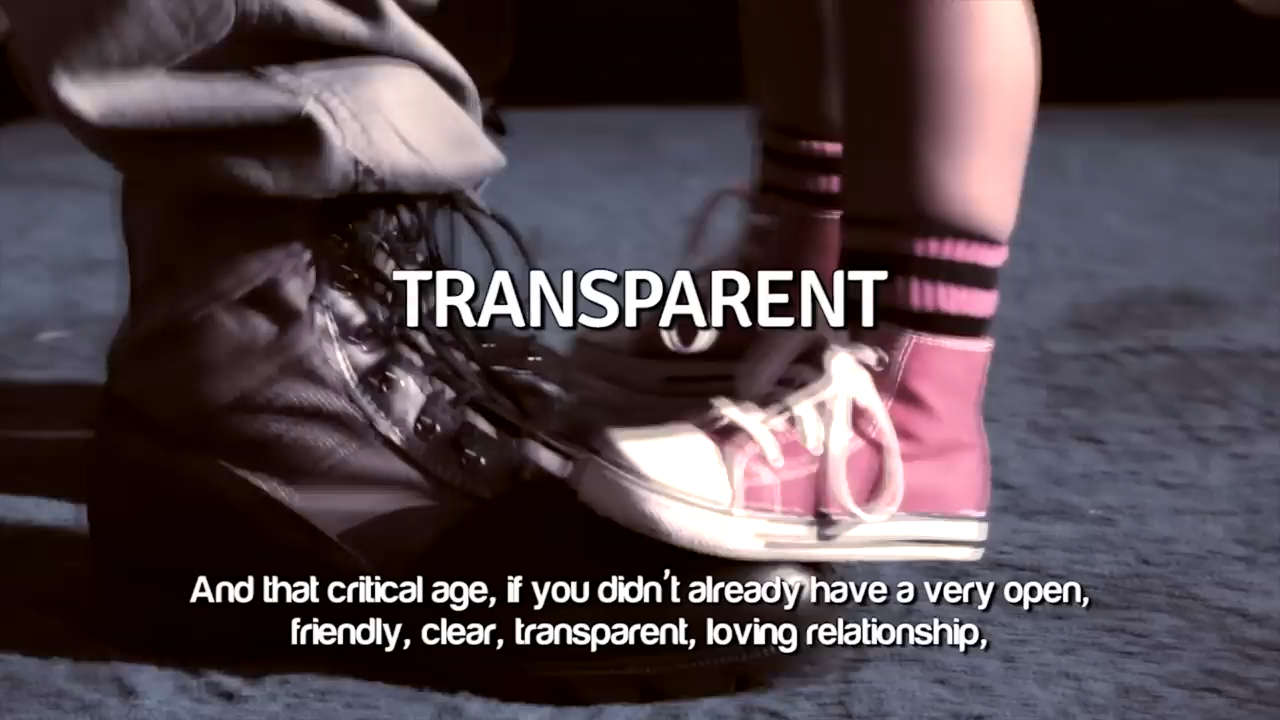 TRANSPARENT
And that critical age, if you didn't already have a very open,
friendly, clear, transparent, loving relationship,